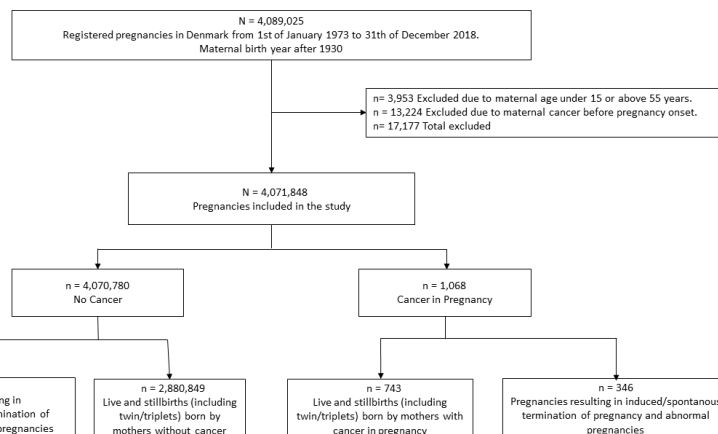 N = 4,089,025
Registered pregnancies in Denmark from 1st of January 1973 to 31th of December 2018.
Maternal birth year after 1930
n= 3,953 Excluded due to maternal age under 15 or above 55 years.
n = 13,224 Excluded due to maternal cancer before pregnancy onset.
n= 17,177 Total excluded
N = 4,071,848
Pregnancies included in the study
n = 4,070,780
No Cancer
n = 1,068
Cancer in Pregnancy
in
of
pregnancies
n = 2,880,849
Live and stillbirths (including
twin/triplets) born by
mothers without cancer
n = 743
Live and stillbirths (including
twin/triplets) born by mothers with
cancer in pregnancy
n = 346
Pregnancies resulting in induced/spontanous
termination of pregnancy and abnormal
pregnancies